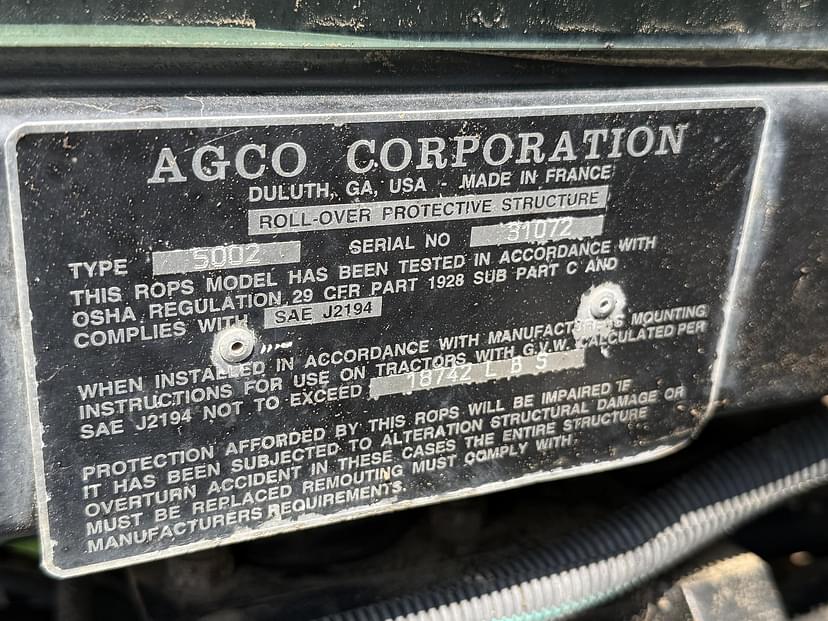 AGCO CORPORATION
DULUTH, GA, USA - MADE IN FRANCE
ROLL-OVER PROTECTIVE STRUCTURE
TYPE 5002 SERIAL NO 31072
THIS ROPS MODEL HAS BEEN TESTED IN ACCORDANCE WITH
OSHA REGULATION 29 CFR PART 1928 SUB PART C AND
COMPLIES WITH SAE J2194
WHEN INSTALLED IN ACCORDANCE WITH MANUFACTURERS MOUNTING
INSTRUCTIONS FOR USE ON TRACTORS WITH G.V.W. CALCULATED PER
SAE J2194 NOT TO EXCEED 18742 LBS
PROTECTION AFFORDED BY THIS ROPS WILL BE IMPAIRED IF
IT HAS BEEN SUBJECTED TO ALTERATION STRUCTURAL DAMAGE OR
OVERTURN ACCIDENT IN THESE CASES THE ENTIRE STRUCTURE
MUST BE REPLACED REMOUTING MUST COMPLY WITH
MANUFACTURERS REQUIREMENTS.